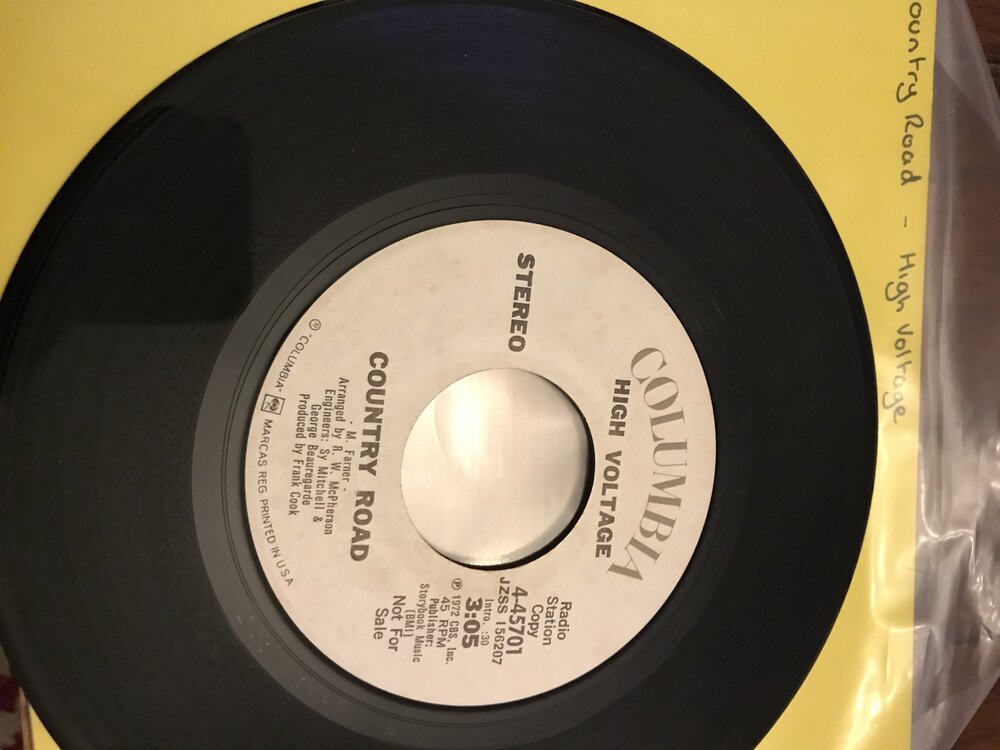 ountry Road - High Voltage
COLUMBIA
HIGH VOLTAGE
STEREO
Radio
Station
Copy
4-45701
JZSS 156207
Intro. :30
3:05
℗ 1972 CBS, Inc.
45 RPM
Publisher:
Storybook Music
(BMI)
Not For
Sale
COUNTRY ROAD
- M. Farner -
Arranged by R. W. McPherson
Engineers: Sy Mitchell &
George Beauregarde
Produced by Frank Cook
® "COLUMBIA" MARCAS REG. PRINTED IN U S A